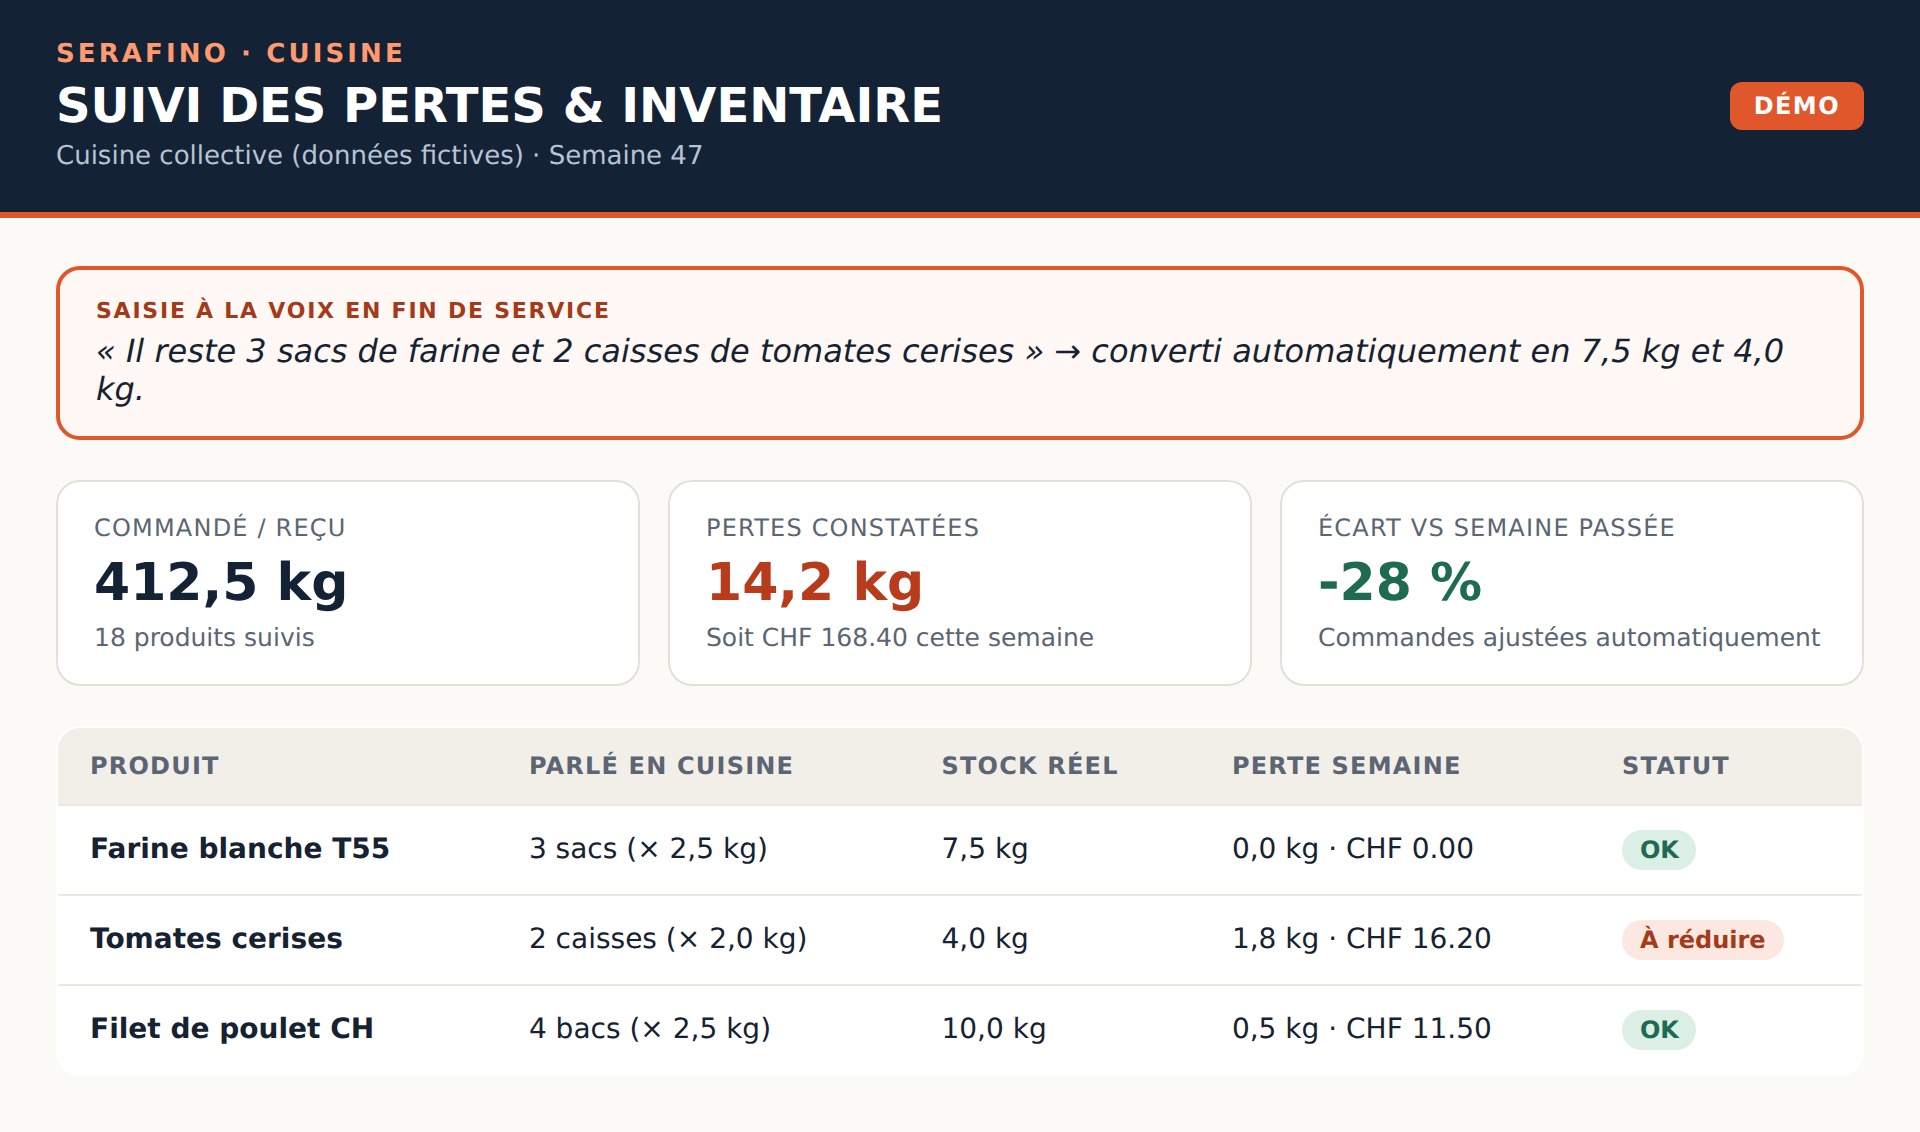 SERAFINO · CUISINE
SUIVI DES PERTES & INVENTAIRE
Cuisine collective (données fictives) · Semaine 47
DÉMO
SAISIE À LA VOIX EN FIN DE SERVICE
« Il reste 3 sacs de farine et 2 caisses de tomates cerises » → converti automatiquement en 7,5 kg et 4,0
kg.
COMMANDÉ / REÇU
412,5 kg
18 produits suivis
PERTES CONSTATÉES
14,2 kg
Soit CHF 168.40 cette semaine
ÉCART VS SEMAINE PASSÉE
-28 %
Commandes ajustées automatiquement
PRODUIT PARLÉ EN CUISINE STOCK RÉEL PERTE SEMAINE STATUT
Farine blanche T55 3 sacs (× 2,5 kg) 7,5 kg 0,0 kg · CHF 0.00 OK
Tomates cerises 2 caisses (× 2,0 kg) 4,0 kg 1,8 kg · CHF 16.20 À réduire
Filet de poulet CH 4 bacs (× 2,5 kg) 10,0 kg 0,5 kg · CHF 11.50 OK